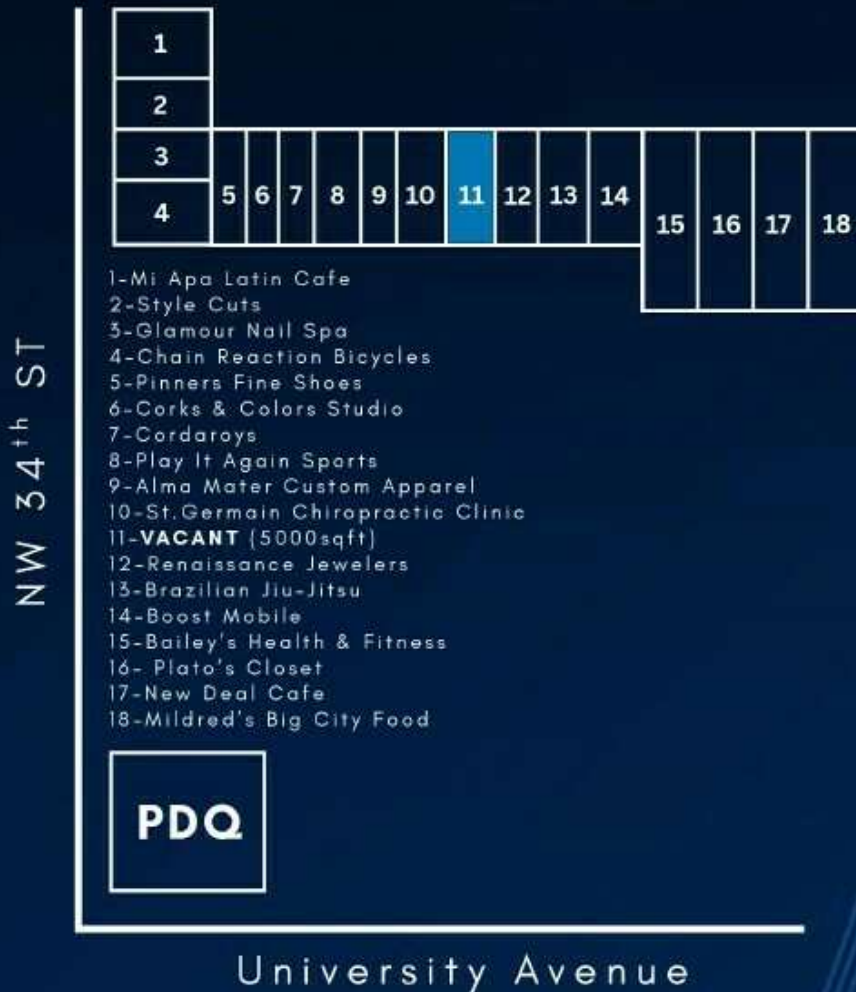 1
2
3
4
5 6 7 8 9 10 11 12 13 14
15 16 17 18
1-Mi Apa Latin Cafe
2-Style Cuts
3-Glamour Nail Spa
4-Chain Reaction Bicycles
5-Pinners Fine Shoes
6-Corks & Colors Studio
7-Cordaroys
8-Play It Again Sports
9-Alma Mater Custom Apparel
10-St.Germain Chiropractic Clinic
11-VACANT (5000sqft)
12-Renaissance Jewelers
13-Brazilian Jiu-Jitsu
14-Boost Mobile
15-Bailey's Health & Fitness
16- Plato's Closet
17-New Deal Cafe
18-Mildred's Big City Food
NW 34th ST
PDQ
University Avenue